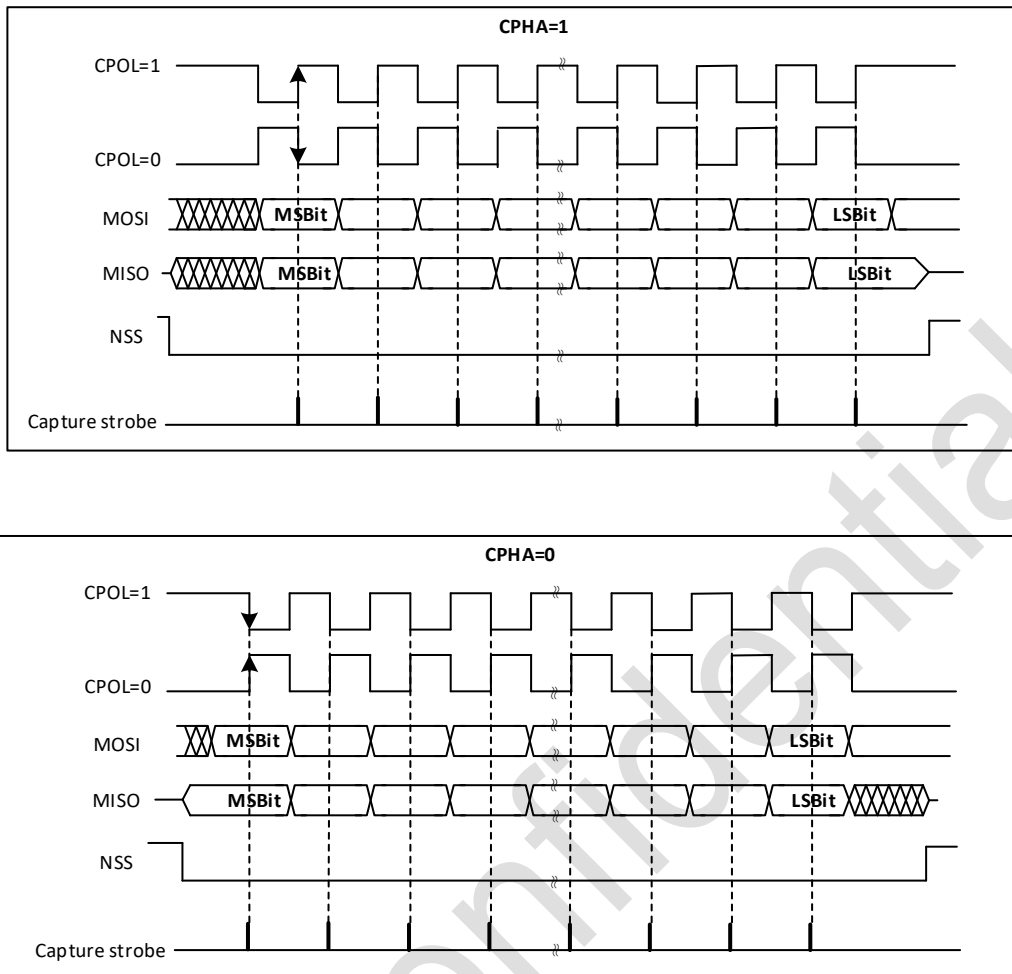 CPHA=1
CPOL=1
CPOL=0
MOSI MSBit LSBit
MISO MSBit LSBit
NSS
Capture strobe
CPHA=0
CPOL=1
CPOL=0
MOSI MSBit LSBit
MISO MSBit LSBit
NSS
Capture strobe
onfidential